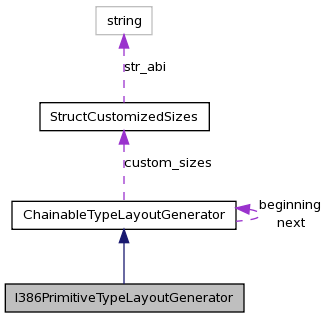 string
str_abi
StructCustomizedSizes
custom_sizes
ChainableTypeLayoutGenerator
beginning
next
I386PrimitiveTypeLayoutGenerator